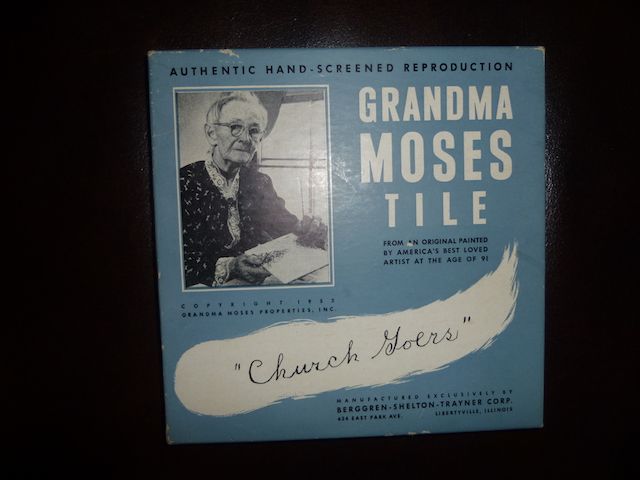 AUTHENTIC HAND-SCREENED REPRODUCTION
GRANDMA
MOSES
TILE
FROM AN ORIGINAL PAINTED
BY AMERICA'S BEST LOVED
ARTIST AT THE AGE OF 91
COPYRIGHT 1953
GRANDMA MOSES PROPERTIES, INC.
"Church Goers"
MANUFACTURED EXCLUSIVELY BY
BERGGREN-SHELTON-TRAYNER CORP.
624 EAST PARK AVE. LIBERTYVILLE, ILLINOIS